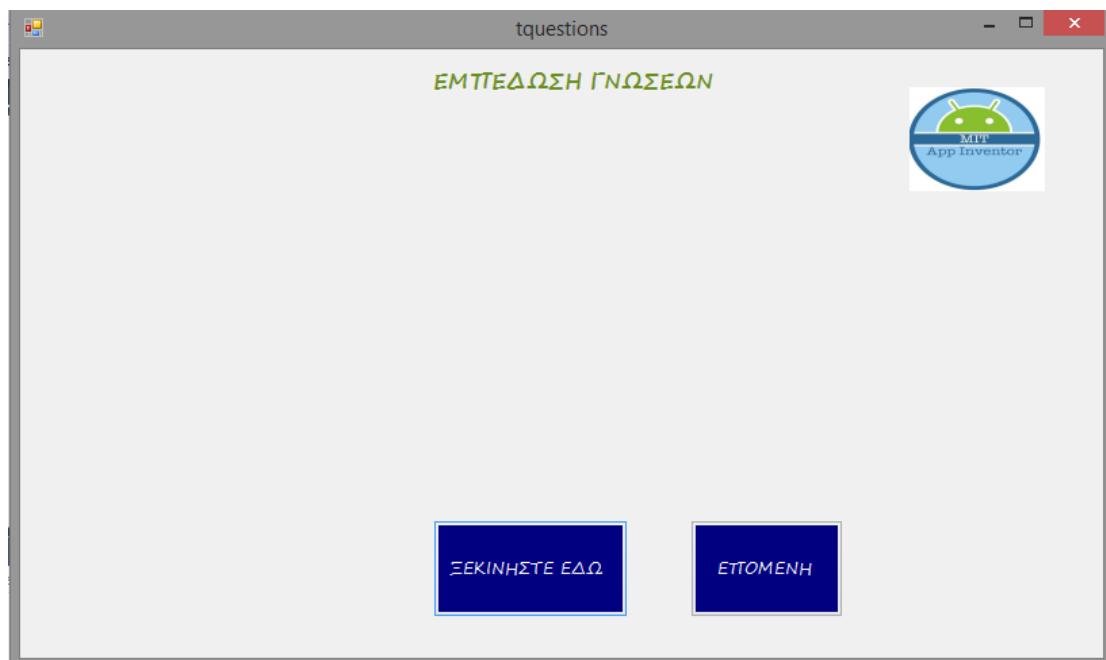 tquestions
ΕΜΠΕΔΩΣΗ ΓΝΩΣΕΩΝ
MIT
App Inventor
ΞΕΚΙΝΗΣΤΕ ΕΔΩ
ΕΠΟΜΕΝΗ